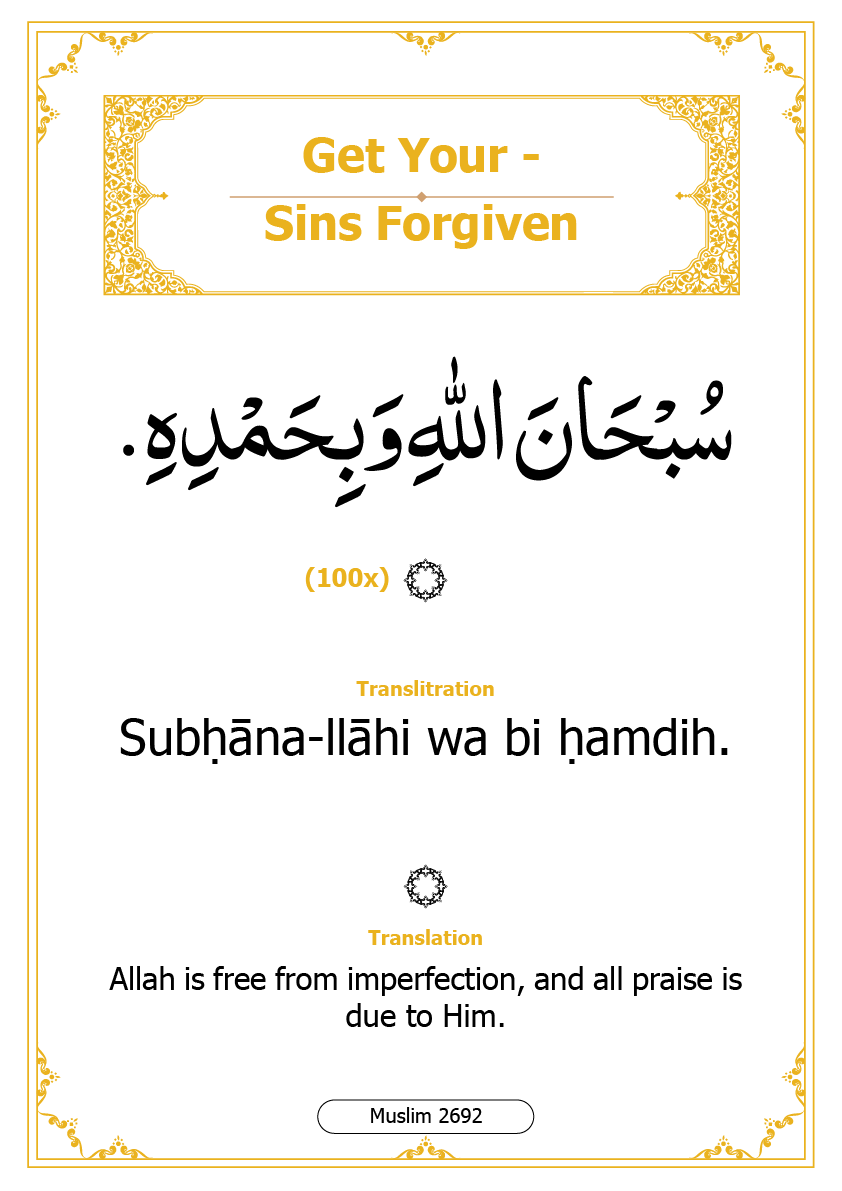 Get Your -
Sins Forgiven
سُبْحَانَ اللّٰهِ وَبِحَمْدِهِ.
(100x)
Translitration
Subḥāna-llāhi wa bi ḥamdih.
Translation
Allah is free from imperfection, and all praise is
due to Him.
Muslim 2692